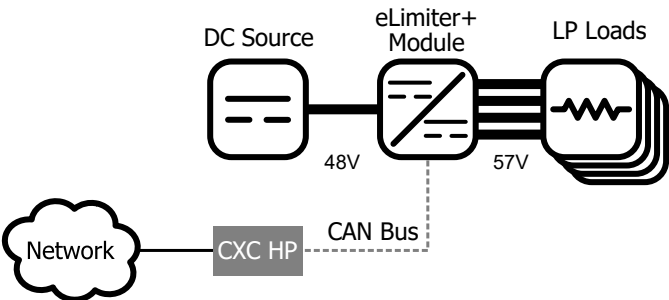 DC Source
eLimiter+
Module
LP Loads
48V
57V
CAN Bus
Network
CXC HP